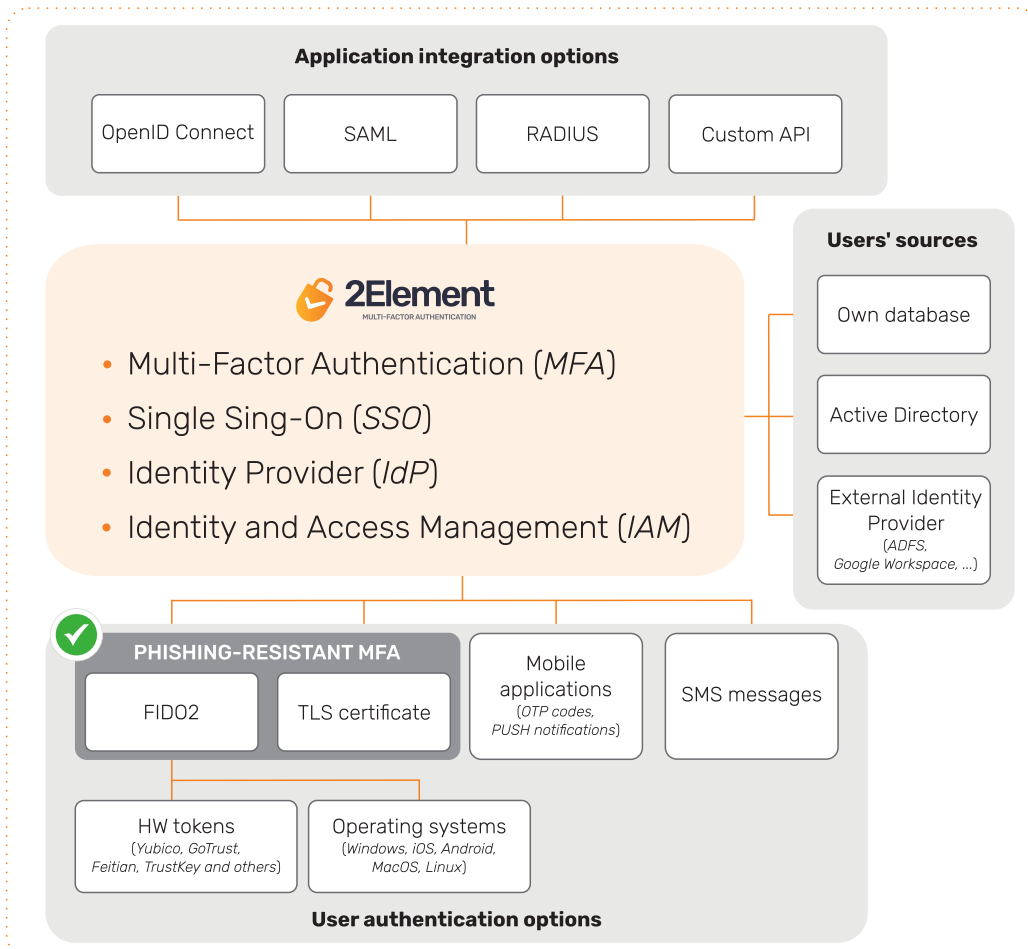 Application integration options
OpenID Connect
SAML
RADIUS
Custom API
2Element
MULTI-FACTOR AUTHENTICATION
• Multi-Factor Authentication (MFA)
• Single Sing-On (SSO)
• Identity Provider (IdP)
• Identity and Access Management (IAM)
Users' sources
Own database
Active Directory
External Identity
Provider
(ADFS,
Google Workspace, ...)
PHISHING-RESISTANT MFA
FIDO2
TLS certificate
Mobile
applications
(OTP codes,
PUSH notifications)
SMS messages
HW tokens
(Yubico, GoTrust,
Feitian, TrustKey and others)
Operating systems
(Windows, iOS, Android,
MacOS, Linux)
User authentication options